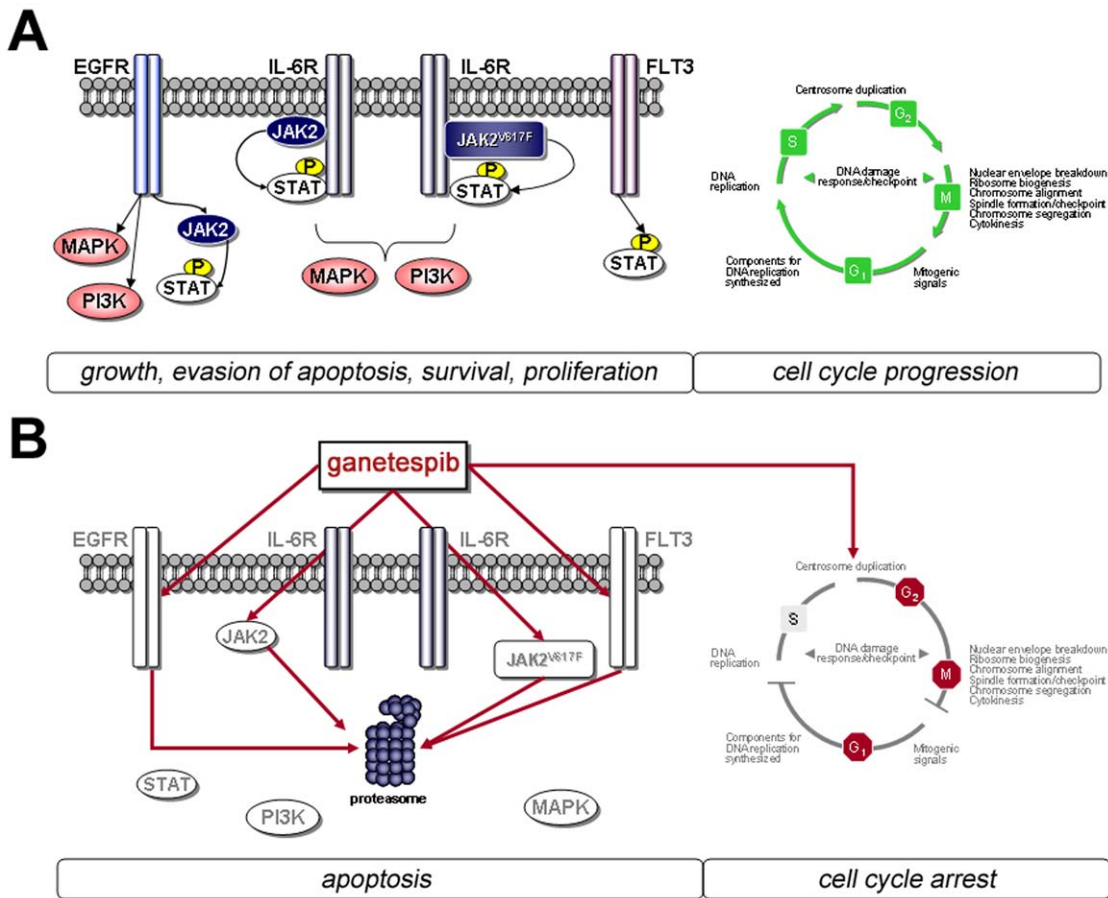 A
EGFR
IL-6R
IL-6R
FLT3
JAK2
P
STAT
JAK2V617F
P
STAT
MAPK
PI3K
JAK2
P
STAT
MAPK
PI3K
P
STAT
Centrosome duplication
G2
S
DNA damage
response/checkpoint
DNA
replication
M
Nuclear envelope breakdown
Ribosome biogenesis
Chromosome alignment
Spindle formation/checkpoint
Chromosome segregation
Cytokinesis
Components for
DNA replication
synthesized
G1
Mitogenic
signals
growth, evasion of apoptosis, survival, proliferation
cell cycle progression
B
ganetespib
EGFR
IL-6R
IL-6R
FLT3
JAK2
JAK2V617F
proteasome
STAT
PI3K
MAPK
Centrosome duplication
G2
S
DNA damage
response/checkpoint
DNA
replication
M
Nuclear envelope breakdown
Ribosome biogenesis
Chromosome alignment
Spindle formation/checkpoint
Chromosome segregation
Cytokinesis
Components for
DNA replication
synthesized
G1
Mitogenic
signals
apoptosis
cell cycle arrest